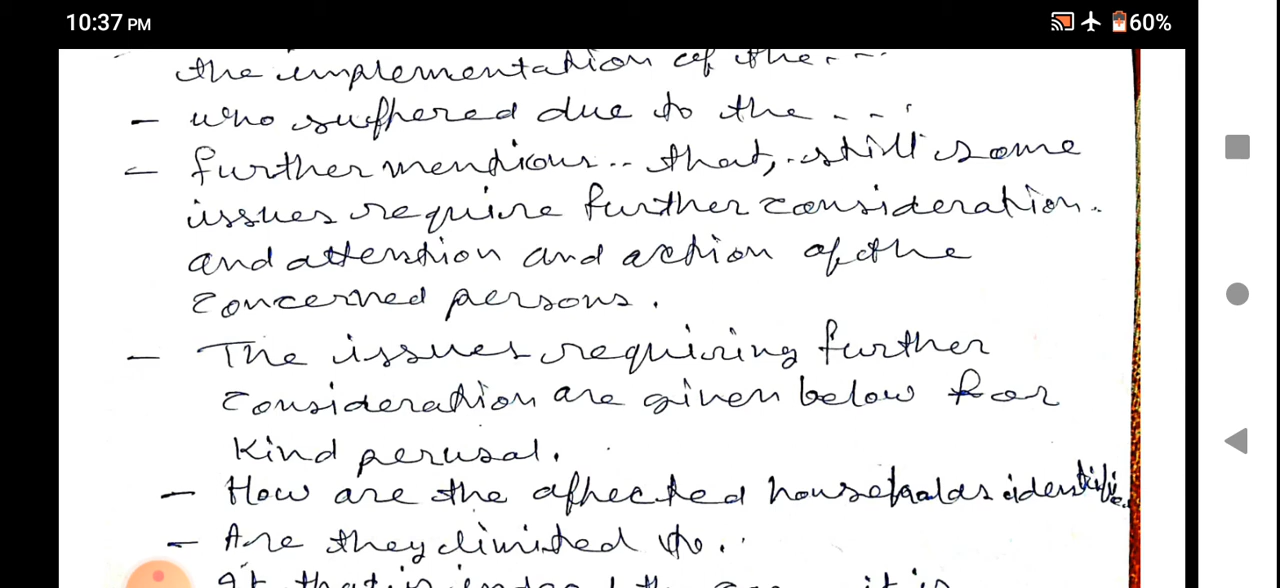 10:37 PM
60%
the implementation of the...
- who suffered due to the...
- further mentions.. that, still some
issues require further consideration.
and attention and action of the
concerned persons.
- The issues requiring further
consideration are given below for
kind perusal.
- How are the affected households identifie
- Are they limited to..